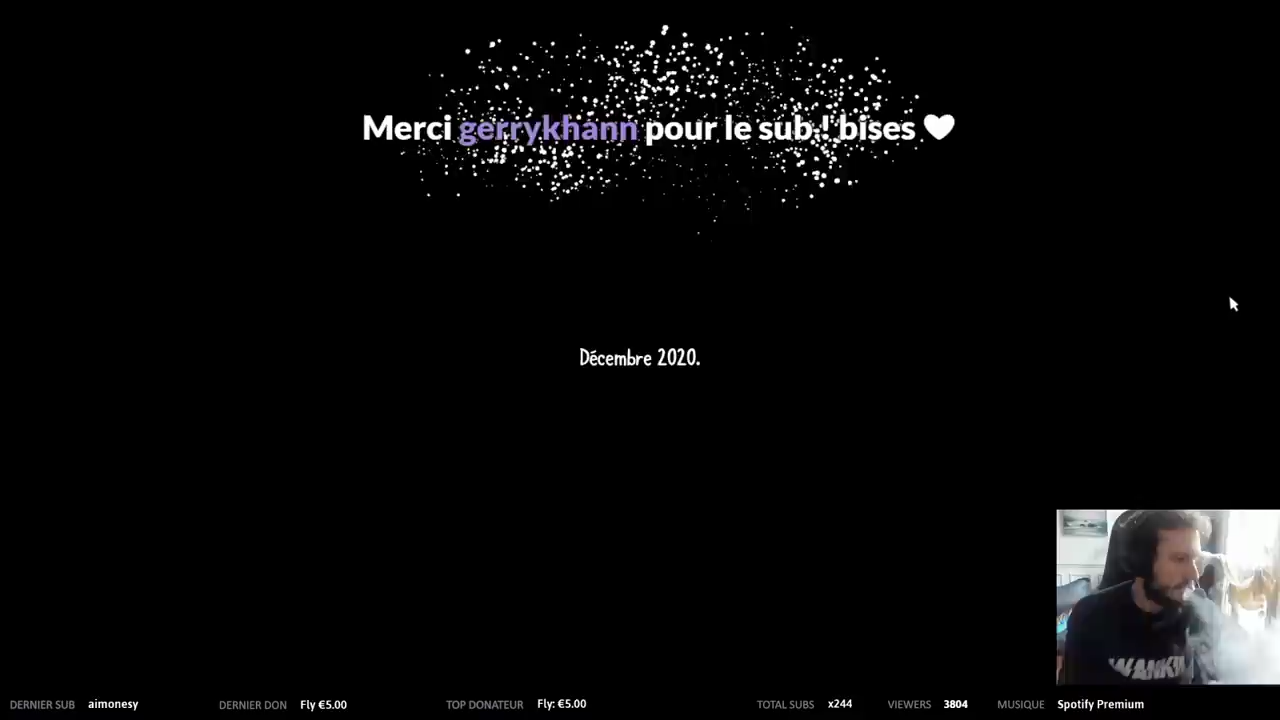 Merci gerrykhann pour le sub ! bises ♥
Décembre 2020.
WANKI
DERNIER SUB aimonesy DERNIER DON Fly €5.00 TOP DONATEUR Fly: €5.00 TOTAL SUBS x244 VIEWERS 3804 MUSIQUE Spotify Premium